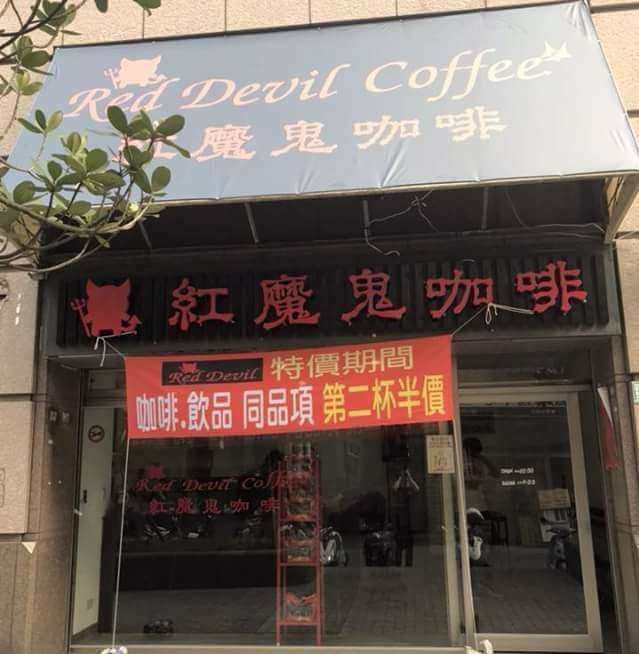 Red Devil Coffee
紅魔鬼咖啡
紅魔鬼咖啡
Red Devil 特價期間
咖啡.飲品 同品項 第二杯半價
Red Devil Coffee
紅魔鬼咖啡